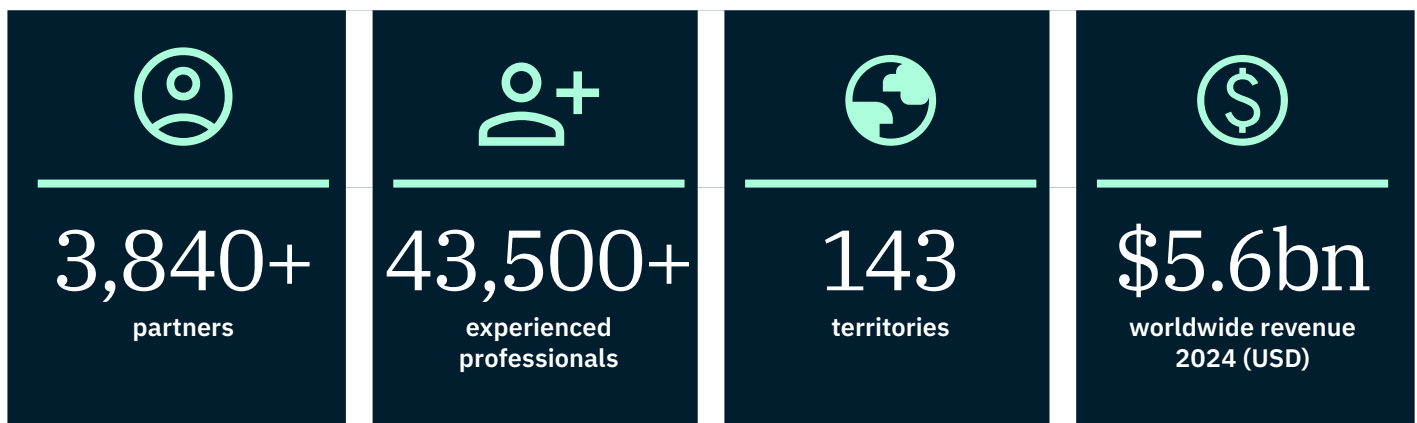 3,840+
partners
43,500+
experienced
professionals
143
territories
$5.6bn
worldwide revenue
2024 (USD)